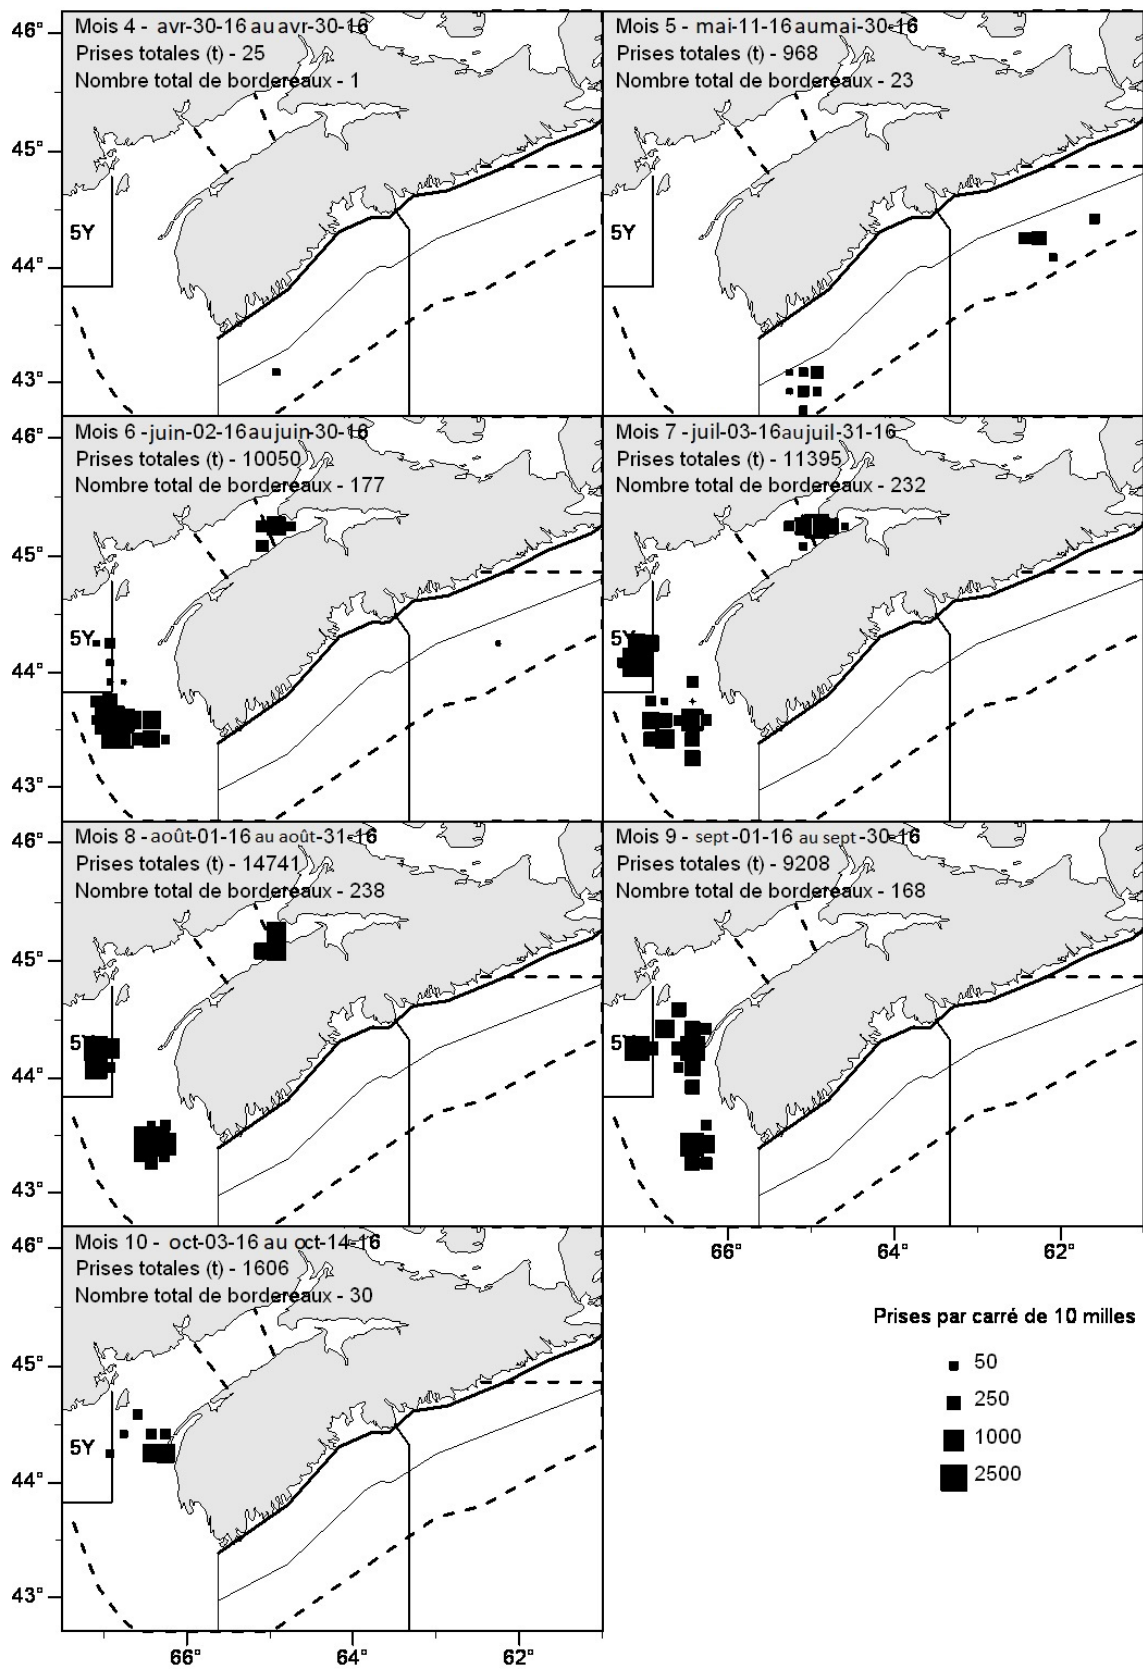 46°
45°
44°
43°
Mois 4 - avr-30-16 au avr-30-16
Prises totales (t) - 25
Nombre total de bordereaux - 1
5Y
Mois 5 - mai-11-16 au mai-30-16
Prises totales (t) - 968
Nombre total de bordereaux - 23
5Y
46°
45°
44°
43°
Mois 6 -juin-02-16 au juin-30-16
Prises totales (t) - 10050
Nombre total de bordereaux - 177
5Y
Mois 7 -juil-03-16 au juil-31-16
Prises totales (t) - 11395
Nombre total de bordereaux - 232
5Y
46°
45°
44°
43°
Mois 8 -août-01-16 au août-31-16
Prises totales (t) - 14741
Nombre total de bordereaux - 238
5Y
Mois 9 - sept-01-16 au sept-30-16
Prises totales (t) - 9208
Nombre total de bordereaux - 168
5Y
66° 64° 62°
46°
45°
44°
43°
Mois 10 - oct-03-16 au oct-14-16
Prises totales (t) - 1606
Nombre total de bordereaux - 30
5Y
66° 64° 62°
Prises par carré de 10 milles
50
250
1000
2500